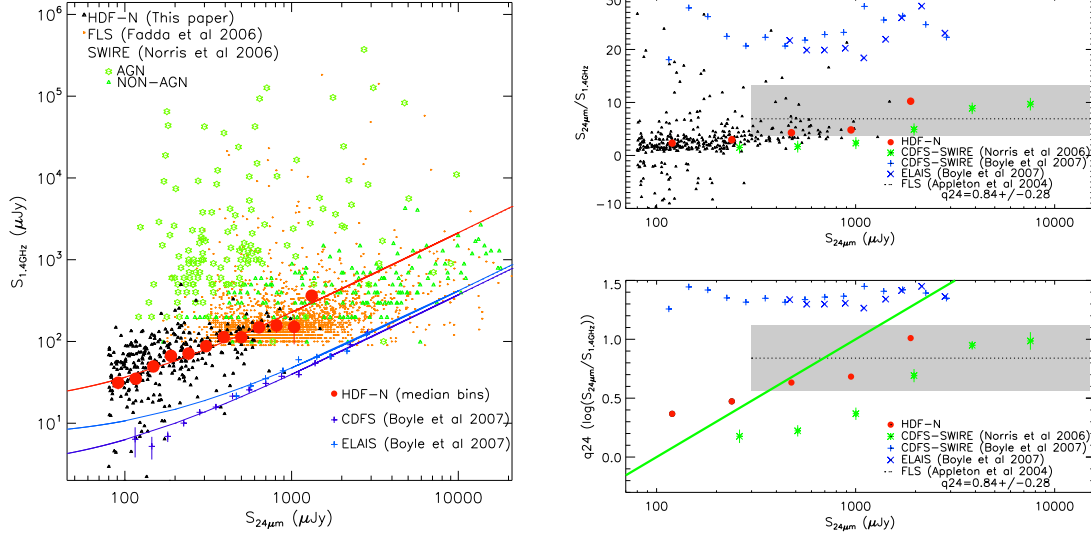 HDF-N (This paper)
FLS (Fadda et al 2006)
SWIRE (Norris et al 2006)
AGN
NON-AGN
10^6
10^5
10^4
10^3
10^2
10^1
S1.4GHz (μJy)
HDF-N (median bins)
CDFS (Boyle et al 2007)
ELAIS (Boyle et al 2007)
100
1000
10000
S24μm (μJy)
30
20
10
0
-10
S24μm/S1.4GHz
HDF-N
CDFS-SWIRE (Norris et al 2006)
CDFS-SWIRE (Boyle et al 2007)
ELAIS (Boyle et al 2007)
FLS (Appleton et al 2004)
q24=0.84+/-0.28
100
1000
10000
S24μm (μJy)
1.5
1.0
0.5
0.0
q24 (log(S24μm/S1.4GHz))
HDF-N
CDFS-SWIRE (Norris et al 2006)
CDFS-SWIRE (Boyle et al 2007)
ELAIS (Boyle et al 2007)
FLS (Appleton et al 2004)
q24=0.84+/-0.28
100
1000
10000
S24μm (μJy)